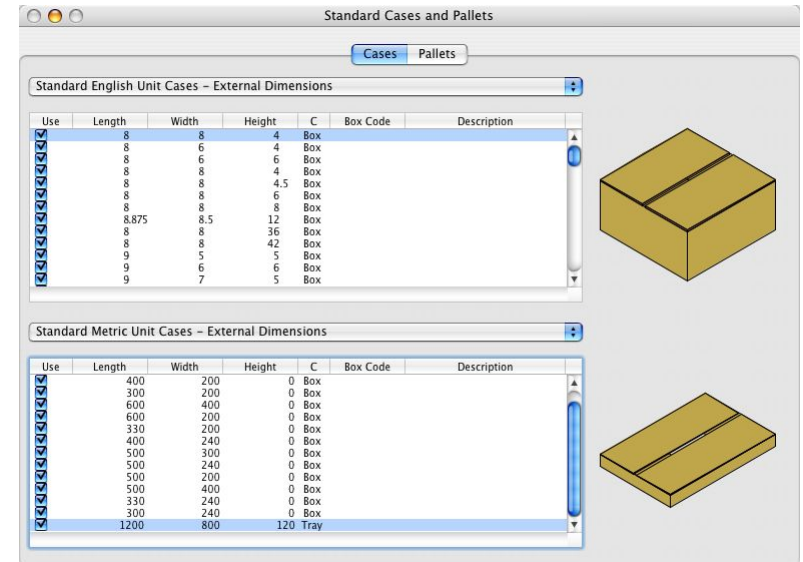 Standard Cases and Pallets
Cases Pallets
Standard English Unit Cases – External Dimensions
Use Length Width Height C Box Code Description
8 8 4 Box
8 6 4 Box
8 6 6 Box
8 8 4 Box
8 8 4.5 Box
8 8 6 Box
8 8 8 Box
8.875 8.5 12 Box
8 8 36 Box
8 8 42 Box
9 5 5 Box
9 6 6 Box
9 7 5 Box
Standard Metric Unit Cases – External Dimensions
Use Length Width Height C Box Code Description
400 200 0 Box
300 200 0 Box
600 400 0 Box
600 200 0 Box
330 200 0 Box
400 240 0 Box
500 300 0 Box
500 240 0 Box
500 200 0 Box
500 400 0 Box
330 240 0 Box
300 240 0 Box
1200 800 120 Tray